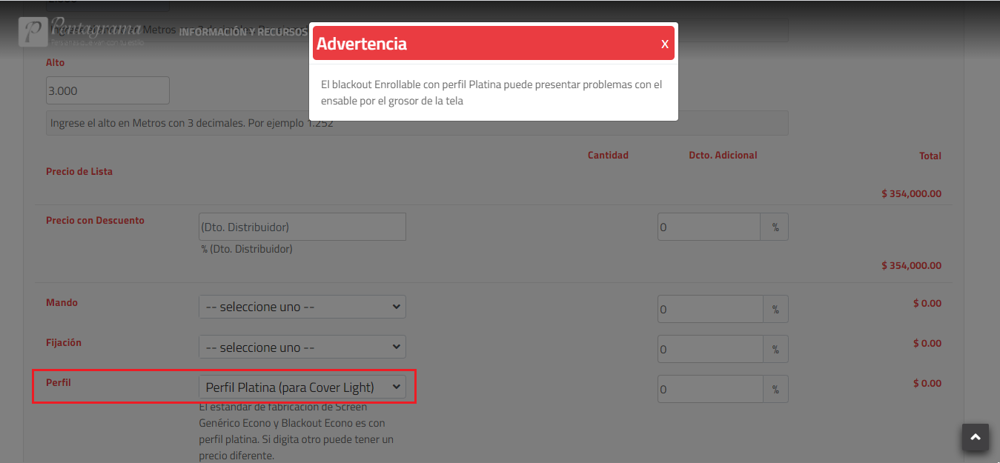 Pentagrama
INFORMACIÓN Y RECURSOS
Advertencia
X
El blackout Enrollable con perfil Platina puede presentar problemas con el
ensable por el grosor de la tela
Alto
3.000
Ingrese el alto en Metros con 3 decimales. Por ejemplo 1.252
Cantidad
Dcto. Adicional
Total
Precio de Lista
$ 354,000.00
Precio con Descuento
(Dto. Distribuidor)
0
%
% (Dto. Distribuidor)
$ 354,000.00
Mando
-- seleccione uno --
0
%
$ 0.00
Fijación
-- seleccione uno --
0
%
$ 0.00
Perfil
Perfil Platina (para Cover Light)
0
%
$ 0.00
El estándar de fabricación de Screen
Genérico Econo y Blackout Econo es con
perfil platina. Si digita otro puede tener un
precio diferente.